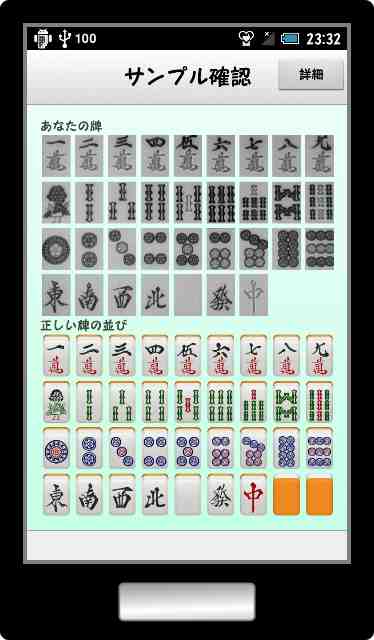 100 23:32
サンプル確認 詳細
あなたの牌
一萬 二萬 三萬 四萬 伍萬 六萬 七萬 八萬 九萬
東 南 西 北 發 中
正しい牌の並び
一萬 二萬 三萬 四萬 伍萬 六萬 七萬 八萬 九萬
東 南 西 北 發 中